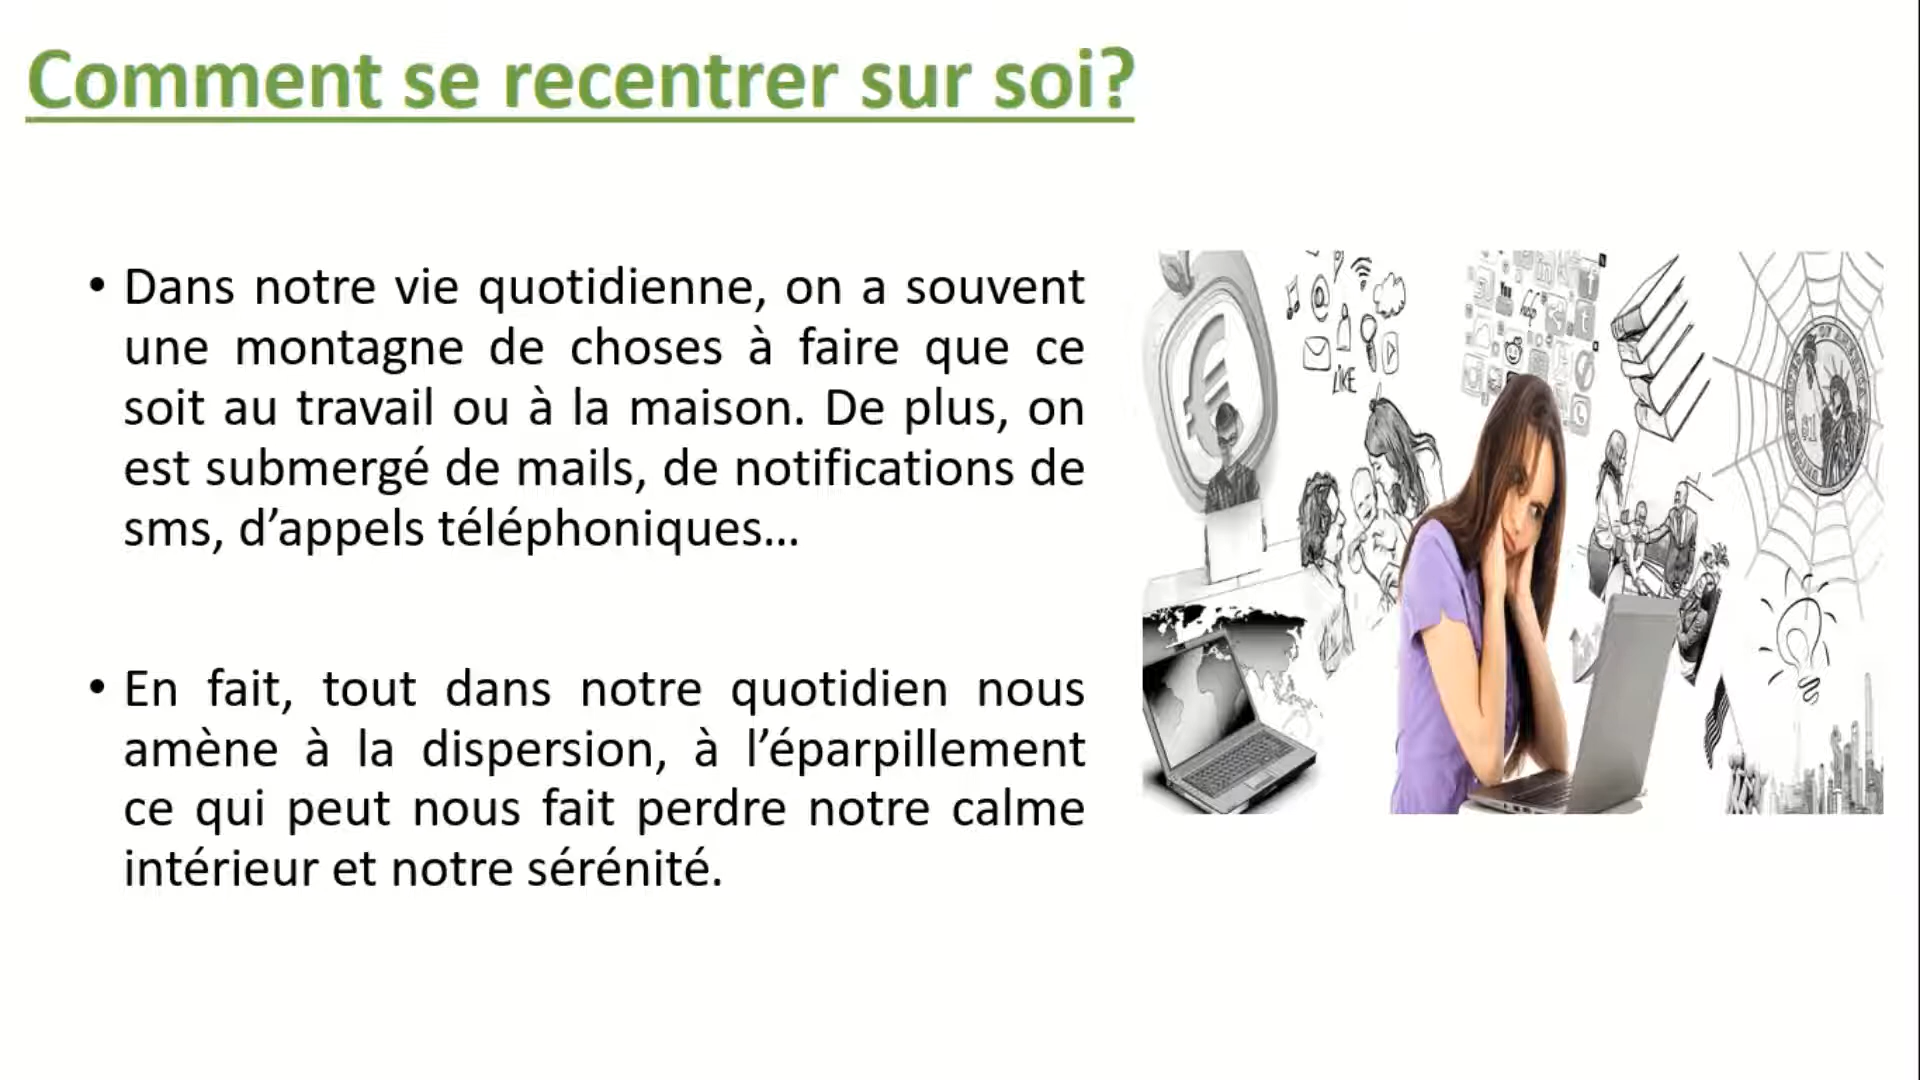 Comment se recentrer sur soi?
• Dans notre vie quotidienne, on a souvent
une montagne de choses à faire que ce
soit au travail ou à la maison. De plus, on
est submergé de mails, de notifications de
sms, d’appels téléphoniques…
• En fait, tout dans notre quotidien nous
amène à la dispersion, à l’éparpillement
ce qui peut nous fait perdre notre calme
intérieur et notre sérénité.
LIKE